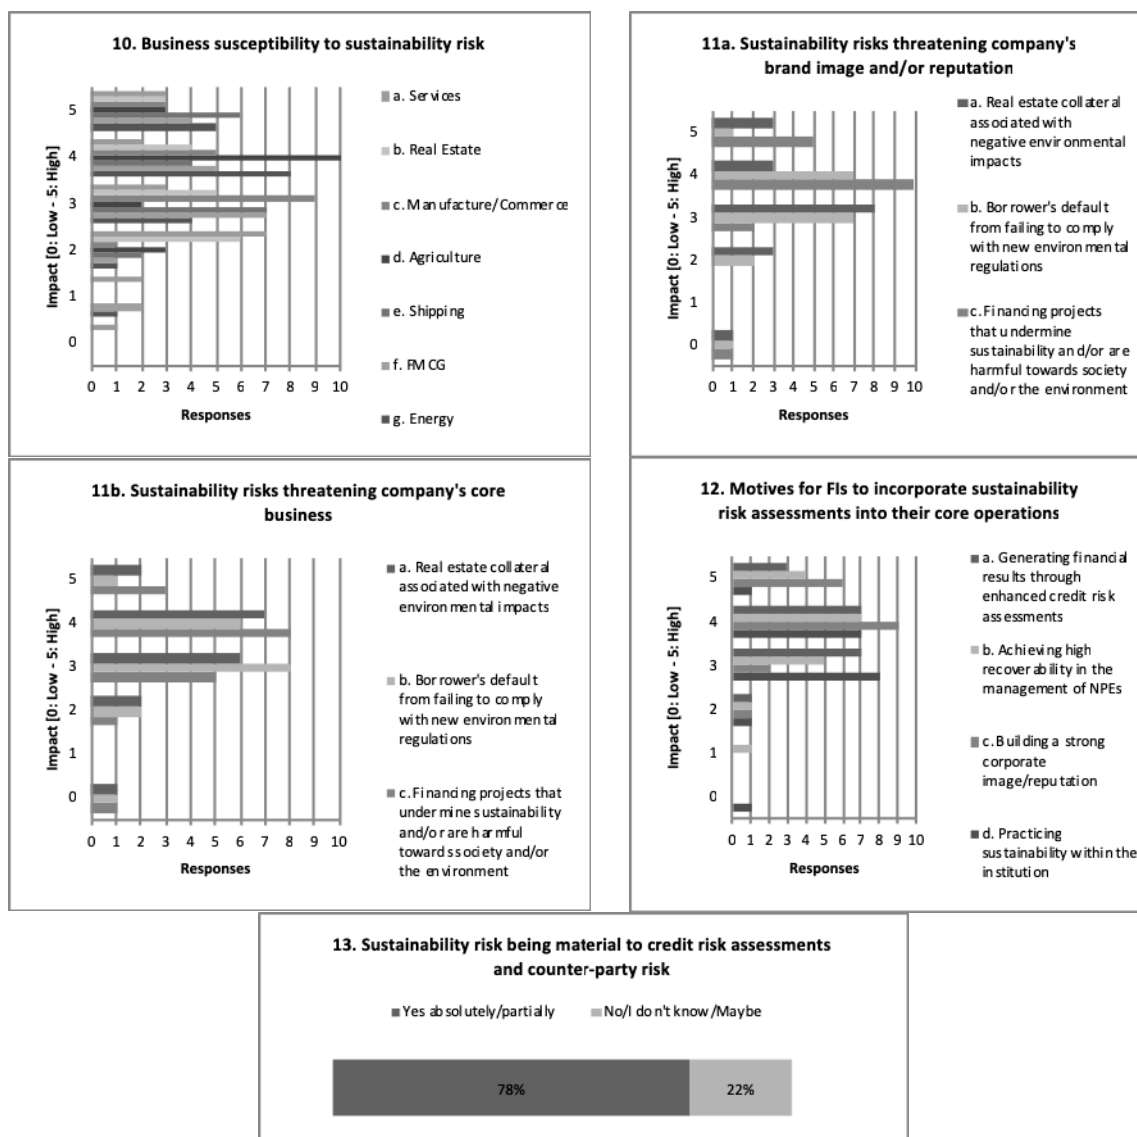 10. Business susceptibility to sustainability risk
Impact [0: Low - 5: High]
5
4
3
2
1
0
0 1 2 3 4 5 6 7 8 9 10
Responses
a. Services
b. Real Estate
c. Manufacture/Commerce
d. Agriculture
e. Shipping
f. FMCG
g. Energy
11a. Sustainability risks threatening company's
brand image and/or reputation
Impact [0: Low - 5: High]
5
4
3
2
1
0
0 1 2 3 4 5 6 7 8 9 10
Responses
a. Real estate collateral
associated with
negative environmental
impacts
b. Borrower's default
from failing to comply
with new environmental
regulations
c. Financing projects
that undermine
sustainability and/or are
harmful towards society
and/or the environment
11b. Sustainability risks threatening company's core
business
Impact [0: Low - 5: High]
5
4
3
2
1
0
0 1 2 3 4 5 6 7 8 9 10
Responses
a. Real estate collateral
associated with negative
environmental impacts
b. Borrower's default
from failing to comply
with new environmental
regulations
c. Financing projects that
undermine sustainability
and/or are harmful
towards society and/or
the environment
12. Motives for FIs to incorporate sustainability
risk assessments into their core operations
Impact [0: Low - 5: High]
5
4
3
2
1
0
0 1 2 3 4 5 6 7 8 9 10
Responses
a. Generating financial
results through
enhanced credit risk
assessments
b. Achieving high
recoverability in the
management of NPEs
c. Building a strong
corporate
image/reputation
d. Practicing
sustainability within the
institution
13. Sustainability risk being material to credit risk assessments
and counter-party risk
Yes absolutely/partially
No/I don't know/Maybe
78%
22%